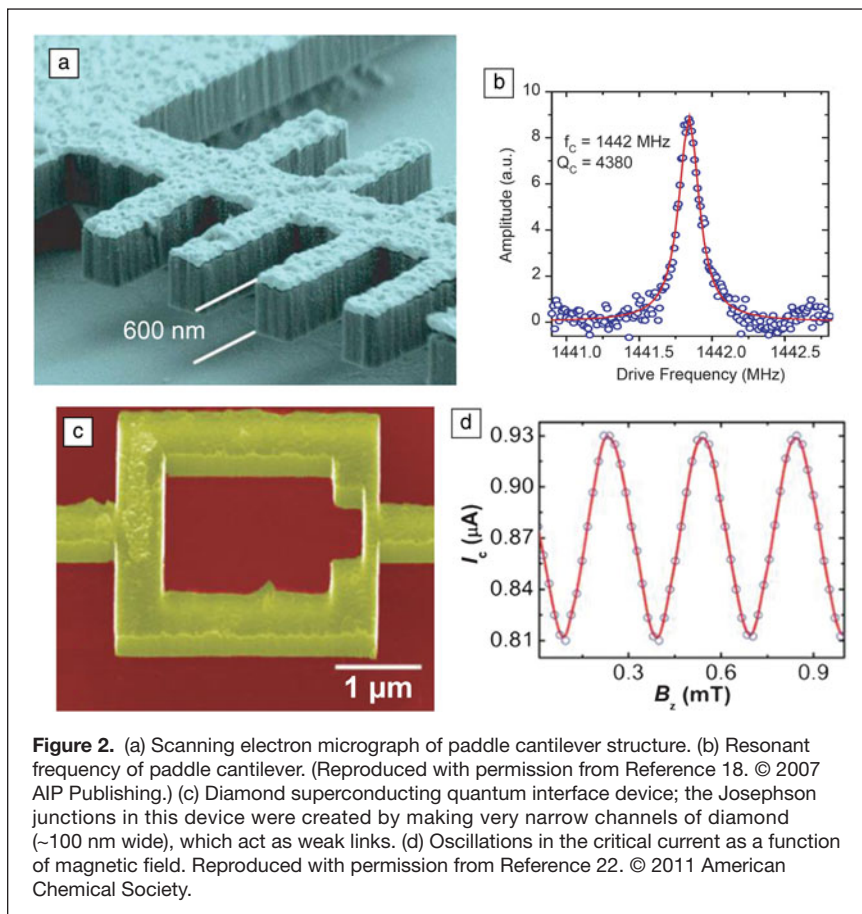 a
600 nm
b
10
8
6
4
2
0
Amplitude (a.u.)
f_C = 1442 MHz
Q_C = 4380
1441.0 1441.5 1442.0 1442.5
Drive Frequency (MHz)
c
1 µm
d
0.93
0.90
0.87
0.84
0.81
I_c (µA)
0.3 0.6 0.9
B_z (mT)
Figure 2. (a) Scanning electron micrograph of paddle cantilever structure. (b) Resonant
frequency of paddle cantilever. (Reproduced with permission from Reference 18. © 2007
AIP Publishing.) (c) Diamond superconducting quantum interface device; the Josephson
junctions in this device were created by making very narrow channels of diamond
(~100 nm wide), which act as weak links. (d) Oscillations in the critical current as a function
of magnetic field. Reproduced with permission from Reference 22. © 2011 American
Chemical Society.